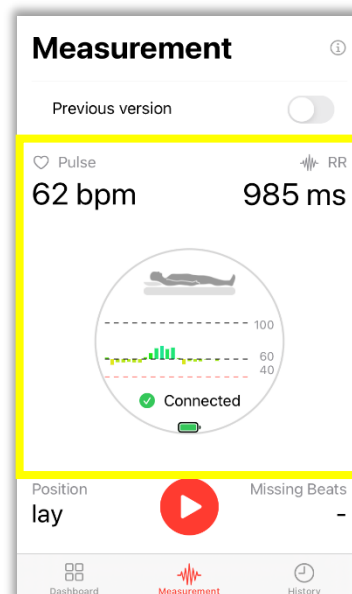 Measurement
Previous version
Pulse RR
62 bpm 985 ms
100
60
40
Connected
Position Missing Beats
lay -
Dashboard Measurement History